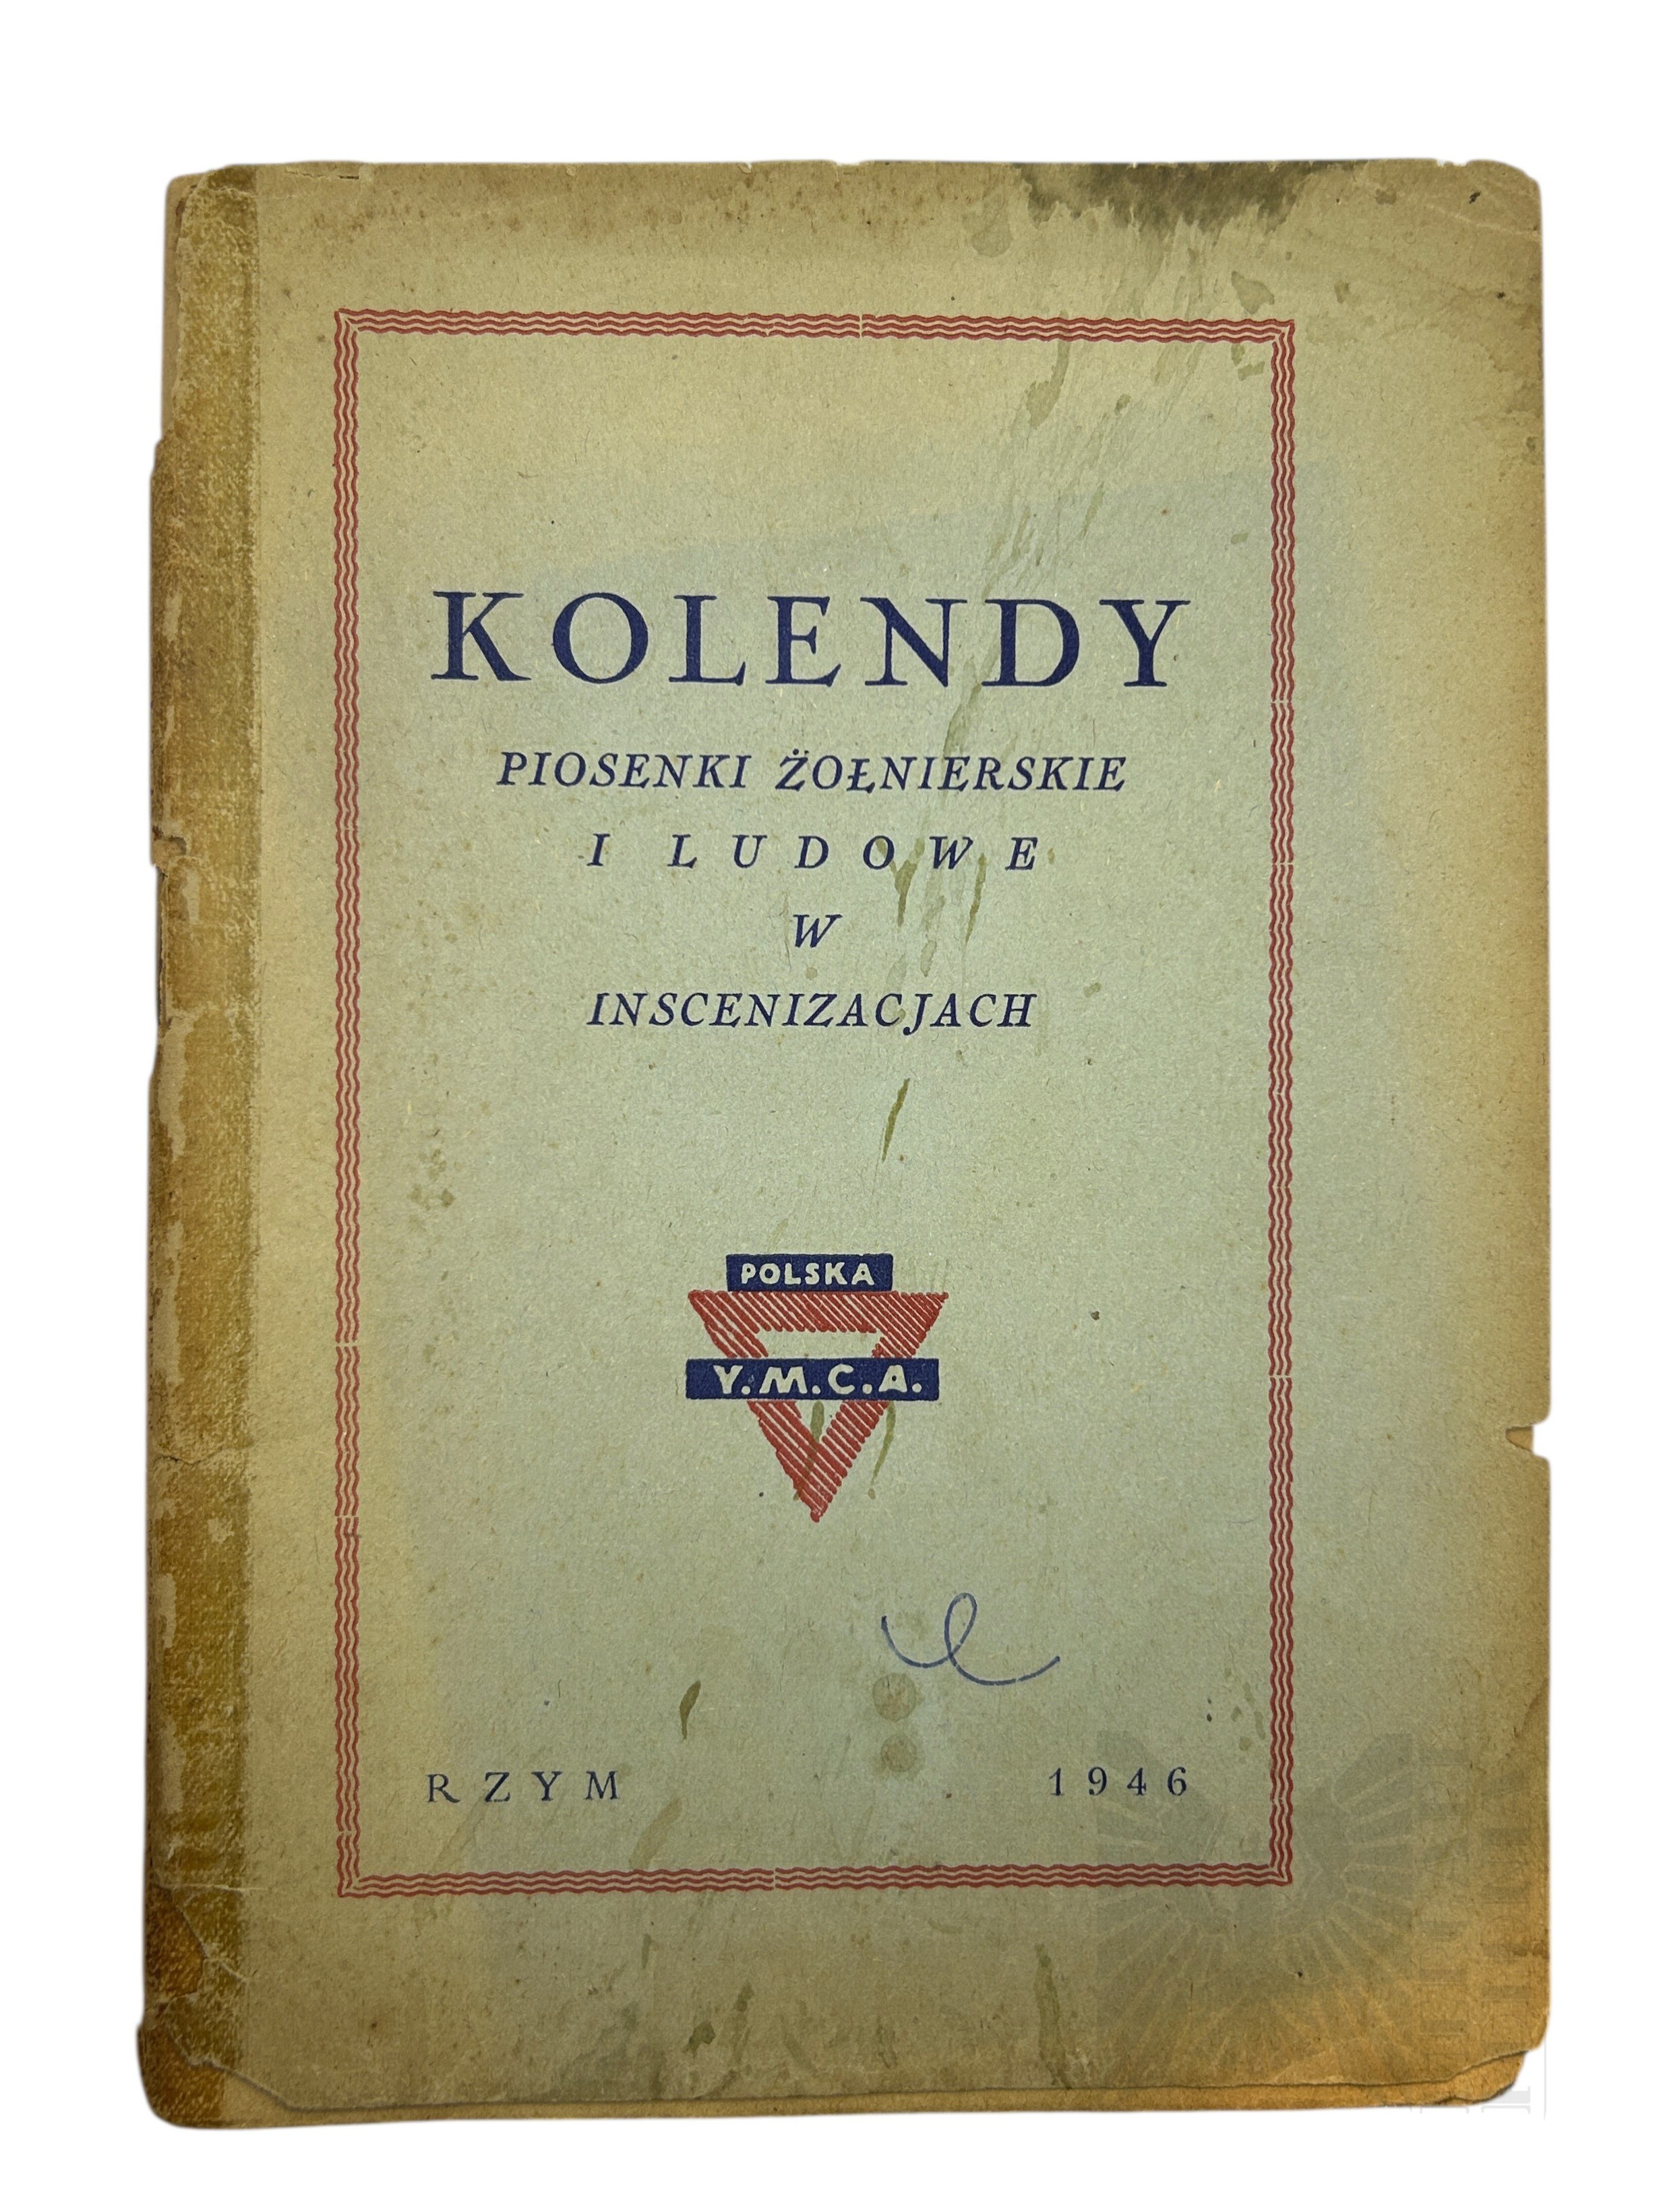 KOLENDY
PIOSENKI ŻOŁNIERSKIE
I LUDOWE
W
INSCENIZACJACH
POLSKA
Y.M.C.A.
RZYM 1946